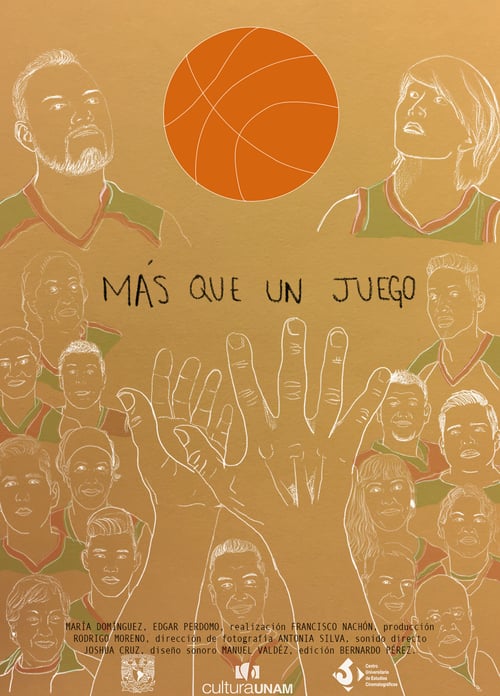 MÁS QUE UN JUEGO
MARÍA DOMÍNGUEZ, EDGAR PERDOMO, realización FRANCISCO NACHÓN, producción
RODRIGO MORENO, dirección de fotografía ANTONIA SILVA, sonido directo
JOSHUA CRUZ, diseño sonoro MANUEL VALDÉZ, edición BERNARDO PÉREZ.
culturaUNAM
Centro
Universitario
de Estudios
Cinematográficos